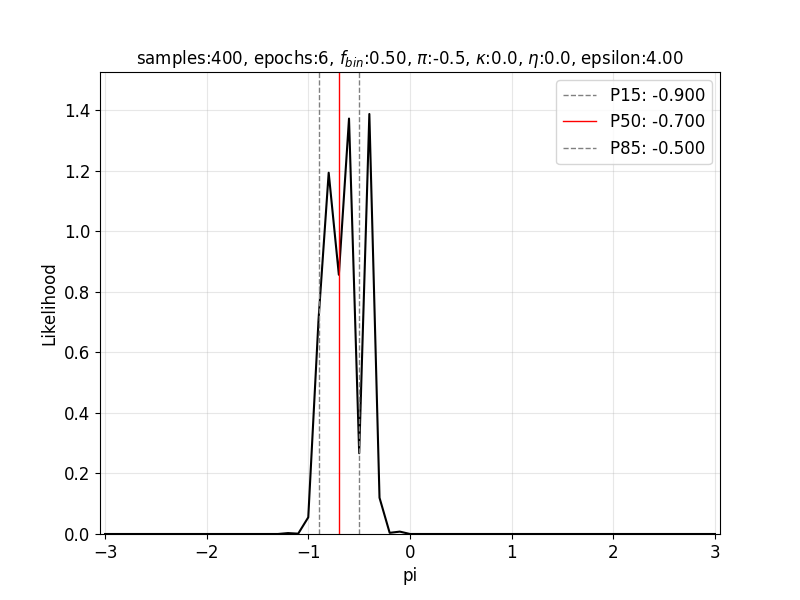 samples:400, epochs:6, f_bin:0.50, π:-0.5, κ:0.0, η:0.0, epsilon:4.00
P15: -0.900
P50: -0.700
P85: -0.500
Likelihood
1.4
1.2
1.0
0.8
0.6
0.4
0.2
0.0
−3 −2 −1 0 1 2 3
pi